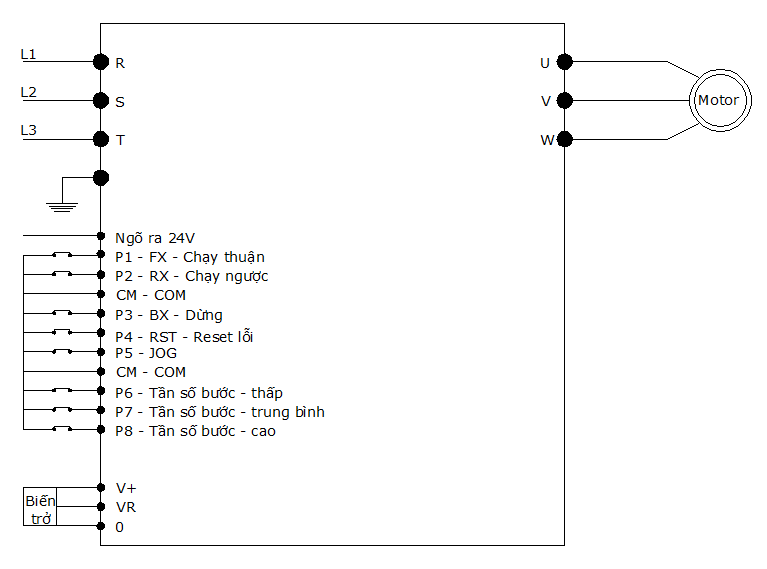 L1
R
L2
S
L3
T
U
V
W
Motor
Ngõ ra 24V
P1 - FX - Chạy thuận
P2 - RX - Chạy ngược
CM - COM
P3 - BX - Dừng
P4 - RST - Reset lỗi
P5 - JOG
CM - COM
P6 - Tần số bước - thấp
P7 - Tần số bước - trung bình
P8 - Tần số bước - cao
V+
VR
0
Biến
trở